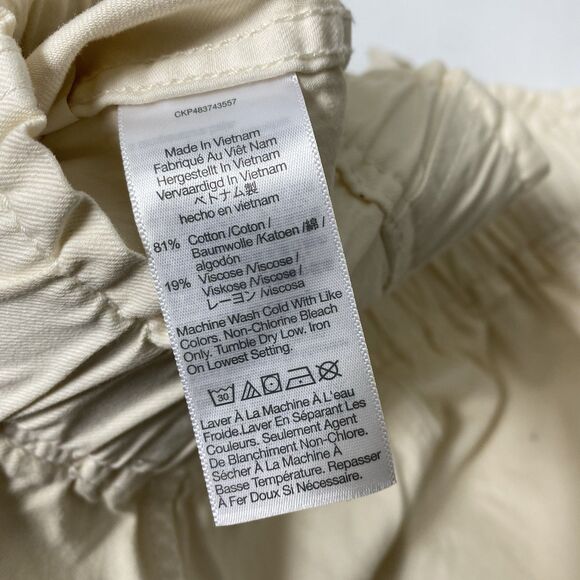 CKP483743557
Made In Vietnam
Fabriqué Au Viêt Nam
Hergestellt In Vietnam
Vervaardigd In Vietnam
ベトナム製
hecho en vietnam
81% Cotton /Coton /
Baumwolle /Katoen /綿 /
algodón
19% Viscose /Viscose /
Viskose /Viscose /
レーヨン /viscosa
Machine Wash Cold With Like
Colors. Non-Chlorine Bleach
Only. Tumble Dry Low. Iron
On Lowest Setting.
30
Laver À La Machine À L'eau
Froide.Laver En Séparant Les
Couleurs. Seulement Agent
De Blanchiment Non-Chlore.
Sécher À La Machine À
Basse Température. Repasser
À Fer Doux Si Nécessaire.